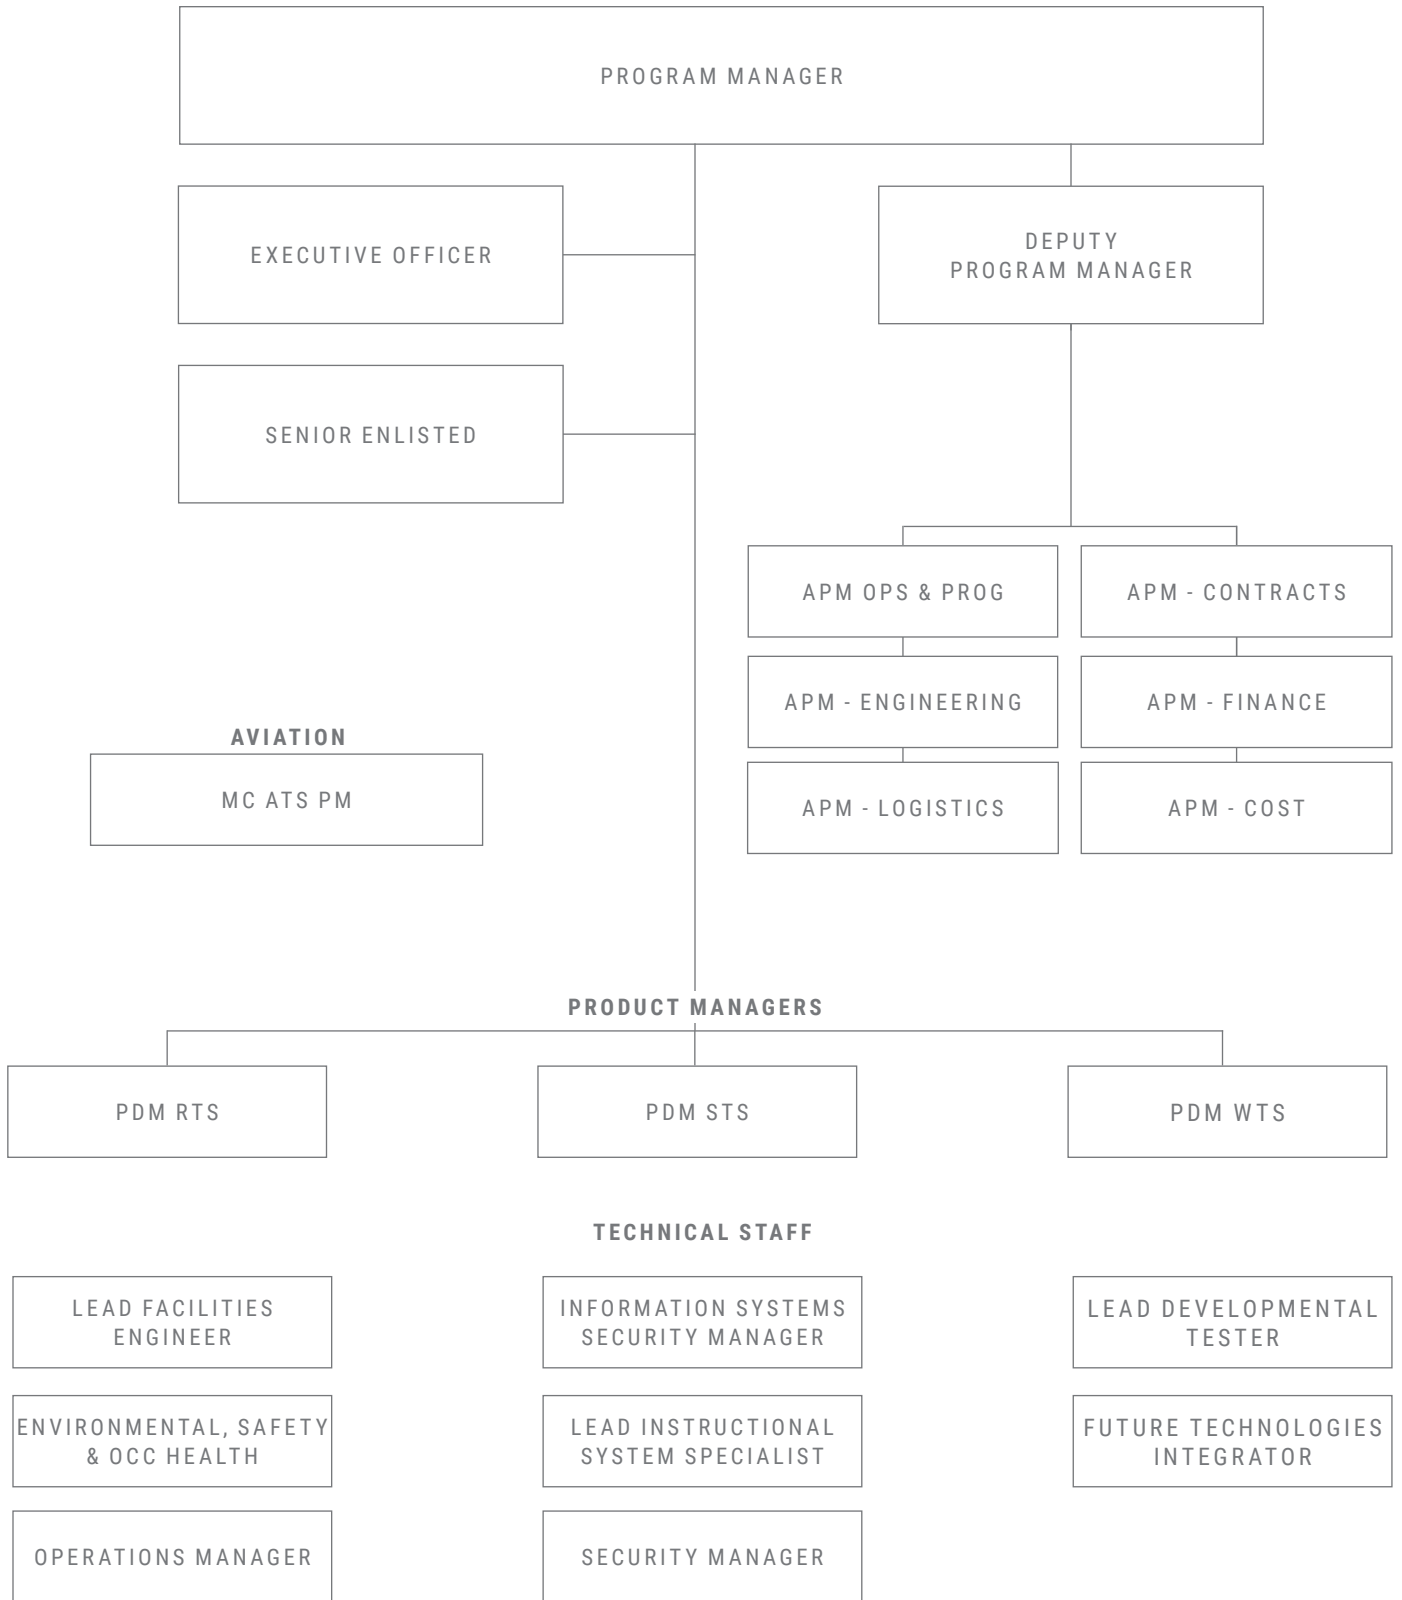 PROGRAM MANAGER
EXECUTIVE OFFICER
DEPUTY
PROGRAM MANAGER
SENIOR ENLISTED
APM OPS & PROG
APM - CONTRACTS
APM - ENGINEERING
APM - FINANCE
AVIATION
MC ATS PM
APM - LOGISTICS
APM - COST
PRODUCT MANAGERS
PDM RTS
PDM STS
PDM WTS
TECHNICAL STAFF
LEAD FACILITIES
ENGINEER
INFORMATION SYSTEMS
SECURITY MANAGER
LEAD DEVELOPMENTAL
TESTER
ENVIRONMENTAL, SAFETY
& OCC HEALTH
LEAD INSTRUCTIONAL
SYSTEM SPECIALIST
FUTURE TECHNOLOGIES
INTEGRATOR
OPERATIONS MANAGER
SECURITY MANAGER